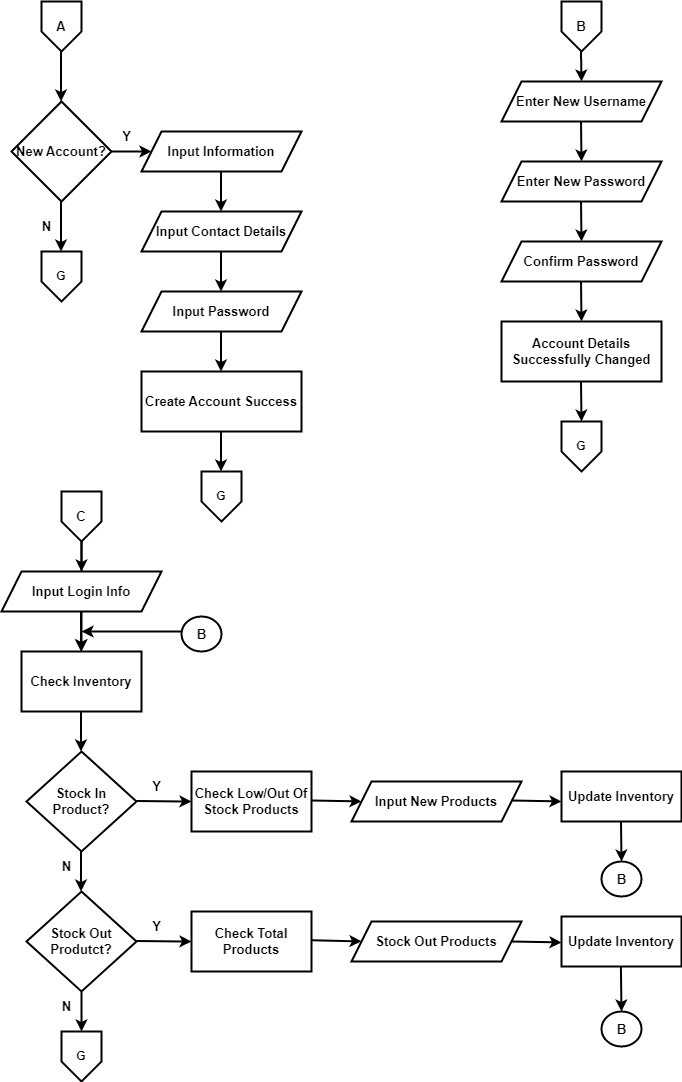 A
New Account?
Y
Input Information
Input Contact Details
Input Password
Create Account Success
G
N
G
B
Enter New Username
Enter New Password
Confirm Password
Account Details
Successfully Changed
G
C
Input Login Info
B
Check Inventory
Stock In
Product?
Y
Check Low/Out Of
Stock Products
Input New Products
Update Inventory
B
N
Stock Out
Produtct?
Y
Check Total
Products
Stock Out Products
Update Inventory
B
N
G